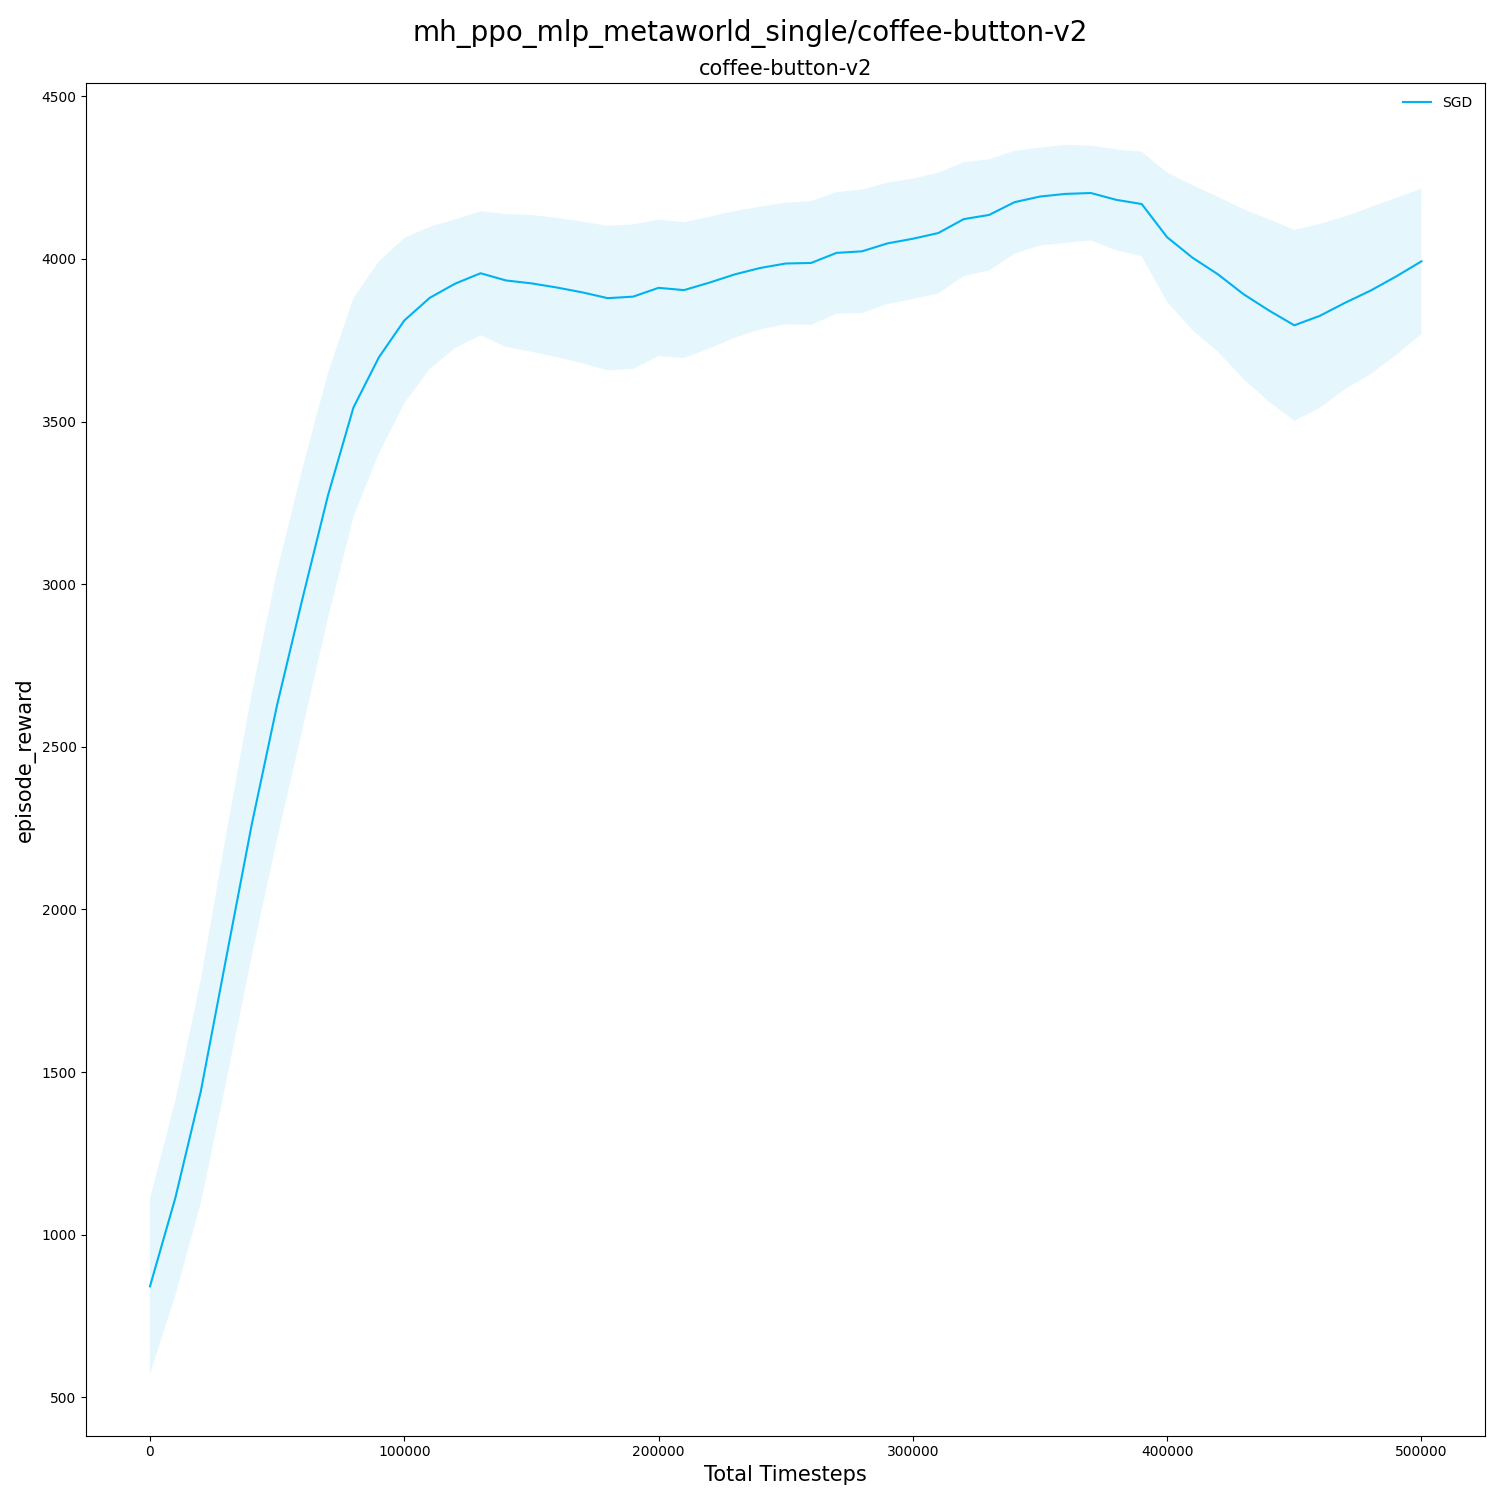 mh_ppo_mlp_metaworld_single/coffee-button-v2
coffee-button-v2
SGD
4500
4000
3500
3000
2500
2000
1500
1000
500
episode_reward
0 100000 200000 300000 400000 500000
Total Timesteps